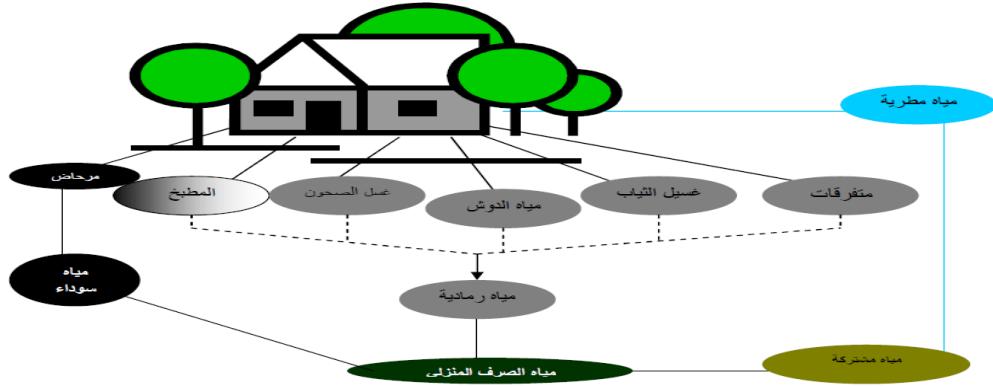 مياه مطرية
مرحاض
المطبخ
غسل الصحون
مياه الدوش
غسيل الثياب
متفرقات
مياه
سوداء
مياه رمادية
مياه الصرف المنزلي
مياه مشتركة